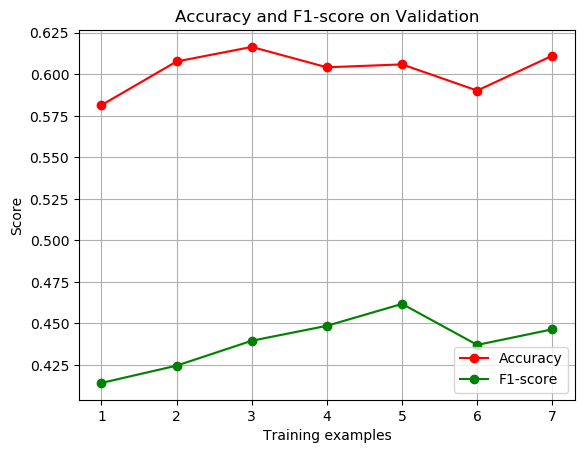 Accuracy and F1-score on Validation
Score
0.625
0.600
0.575
0.550
0.525
0.500
0.475
0.450
0.425
1 2 3 4 5 6 7
Training examples
Accuracy
F1-score